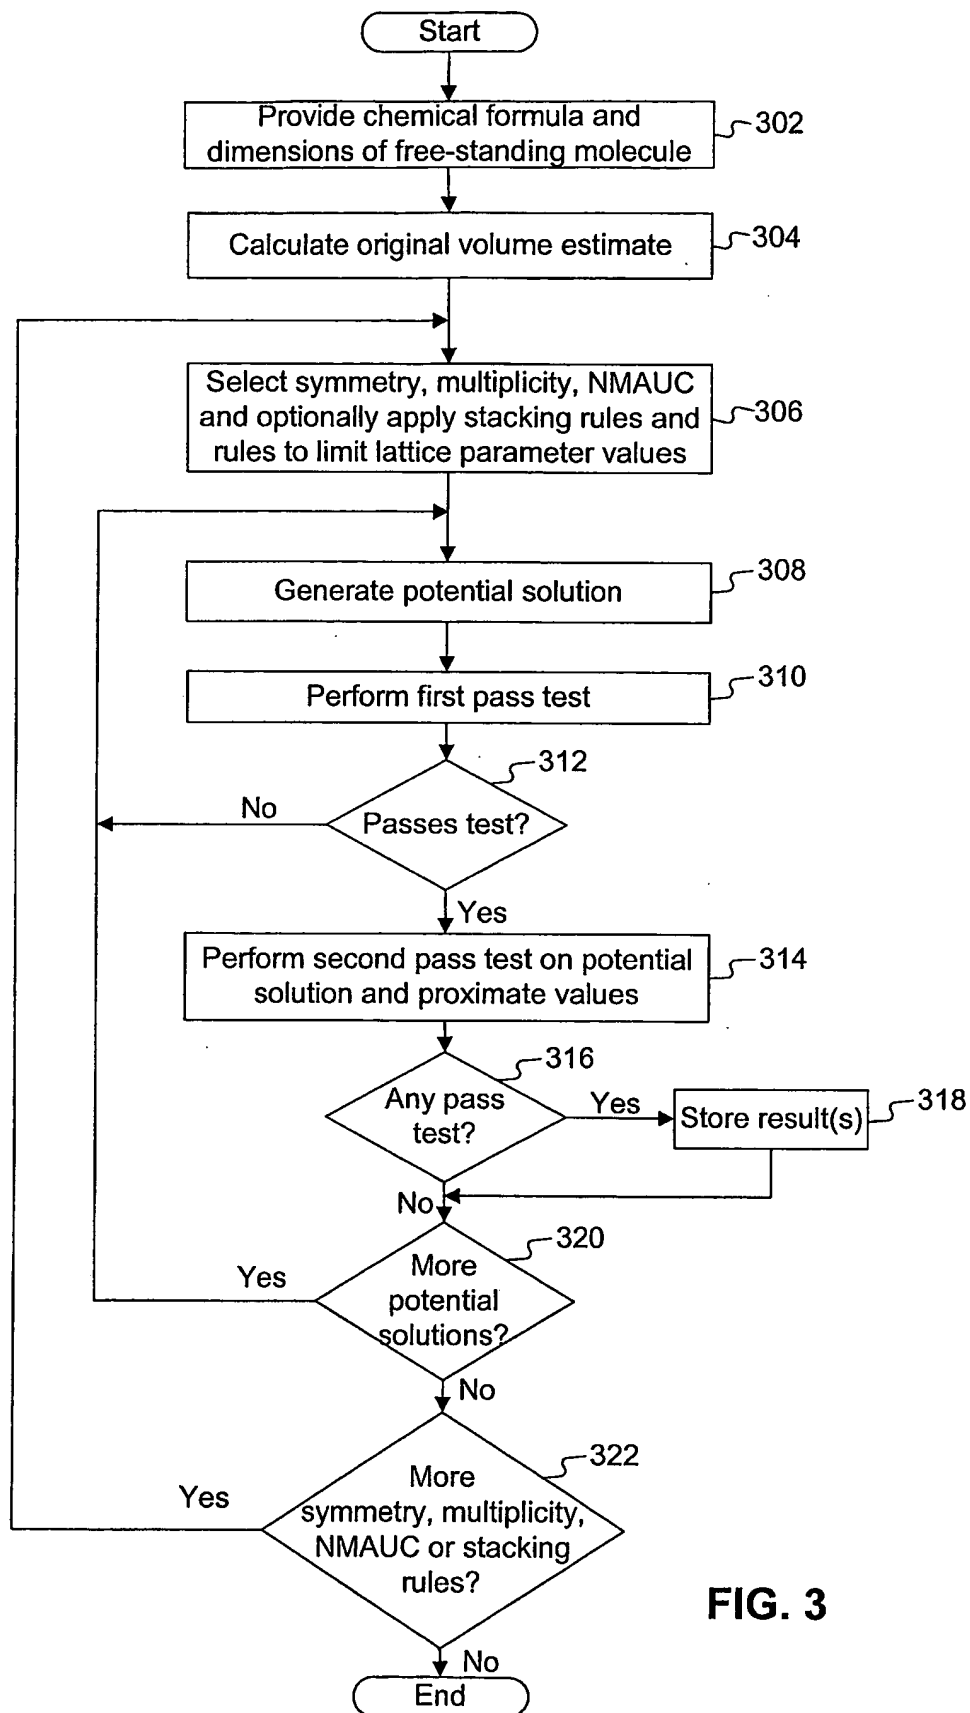 Start
Provide chemical formula and
dimensions of free-standing molecule
302
Calculate original volume estimate
304
Select symmetry, multiplicity, NMAUC
and optionally apply stacking rules and
rules to limit lattice parameter values
306
Generate potential solution
308
Perform first pass test
310
312
Passes test?
No
Yes
Perform second pass test on potential
solution and proximate values
314
316
Any pass
test?
Yes
Store result(s)
318
No
320
More
potential
solutions?
Yes
No
322
More
symmetry, multiplicity,
NMAUC or stacking
rules?
Yes
No
End
FIG. 3